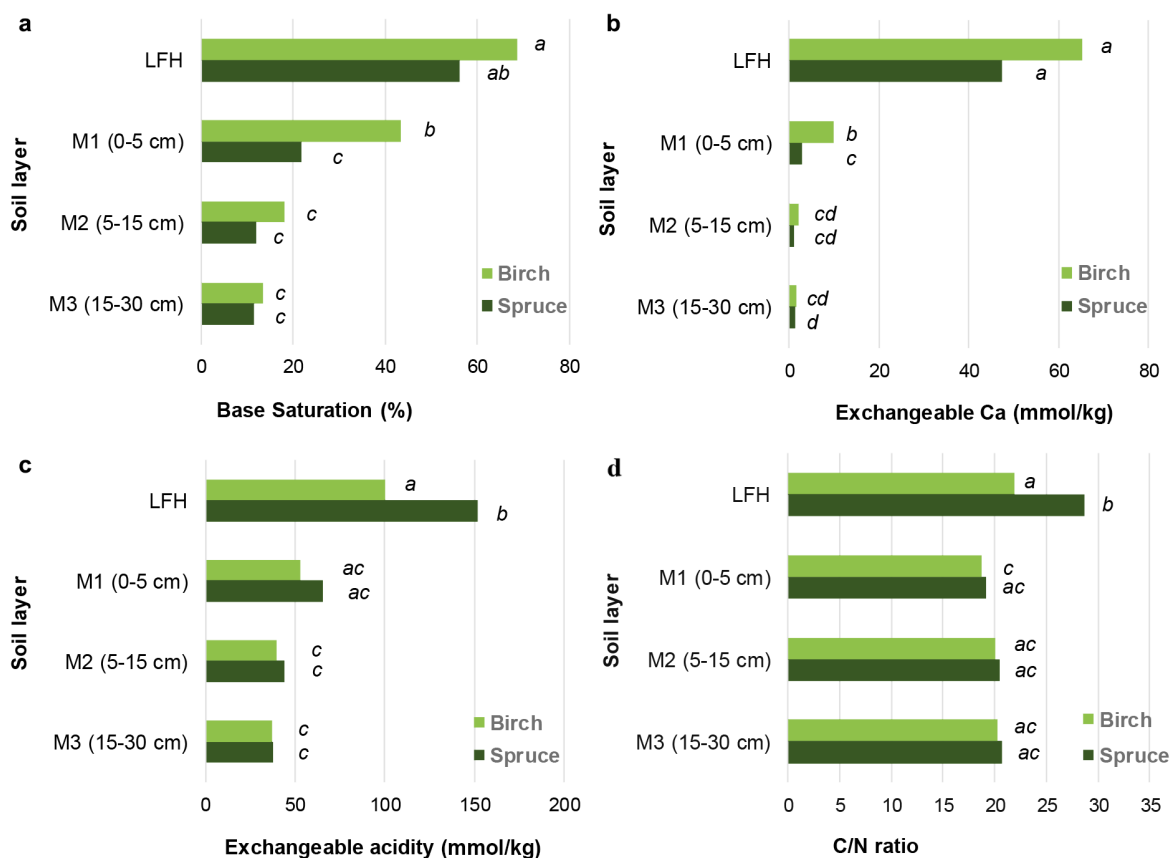 a
Soil layer
LFH
a
ab
M1 (0-5 cm)
b
c
M2 (5-15 cm)
c
c
M3 (15-30 cm)
c
c
Birch
Spruce
0 20 40 60 80
Base Saturation (%)
b
Soil layer
LFH
a
a
M1 (0-5 cm)
b
c
M2 (5-15 cm)
cd
cd
M3 (15-30 cm)
cd
d
Birch
Spruce
0 20 40 60 80
Exchangeable Ca (mmol/kg)
c
Soil layer
LFH
a
b
M1 (0-5 cm)
ac
ac
M2 (5-15 cm)
c
c
M3 (15-30 cm)
c
c
Birch
Spruce
0 50 100 150 200
Exchangeable acidity (mmol/kg)
d
Soil layer
LFH
a
b
M1 (0-5 cm)
c
ac
M2 (5-15 cm)
ac
ac
M3 (15-30 cm)
ac
ac
Birch
Spruce
0 5 10 15 20 25 30 35
C/N ratio